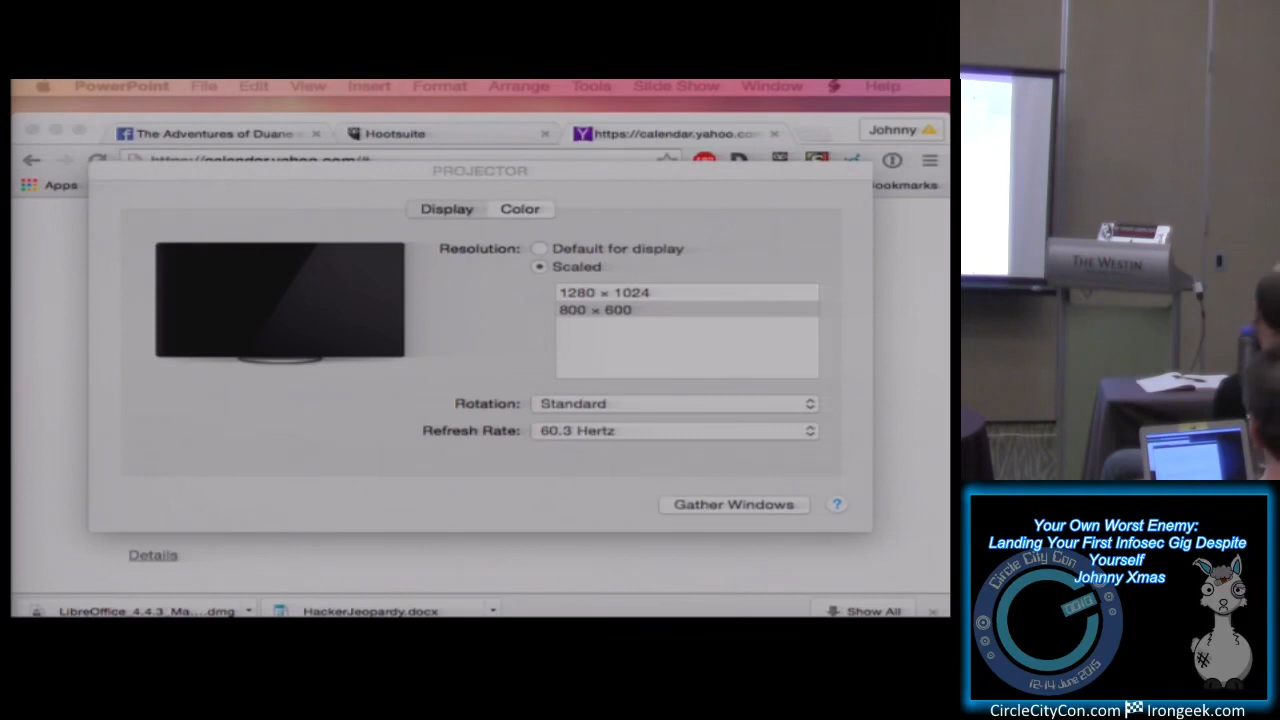 PowerPoint File Edit View Insert Format Arrange Tools Slide Show Window Help
The Adventures of Duane
Hootsuite
https://calendar.yahoo.com
Johnny
https://calendar.yahoo.com/#
Apps
Bookmarks
PROJECTOR
Display Color
Resolution: Default for display
Scaled
1280 × 1024
800 × 600
Rotation: Standard
Refresh Rate: 60.3 Hertz
Gather Windows ?
Details
LibreOffice_4.4.3_Ma....dmg
HackerJeopardy.docx
Show All
THE WESTIN
Your Own Worst Enemy:
Landing Your First Infosec Gig Despite
Yourself
Johnny Xmas
Circle City Con
12-14 June 2015
CircleCityCon.com Irongeek.com